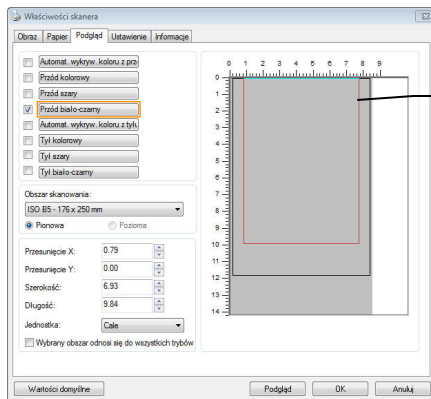 Właściwości skanera
Obraz Papier Podgląd Ustawienie Informacje
Automat. wykryw. koloru z prze
Przód kolorowy
Przód szary
Przód biało-czarny
Automat. wykryw. koloru z tyłu
Tył kolorowy
Tył szary
Tył biało-czarny
Obszar skanowania:
ISO B5 - 176 x 250 mm
Pionowa Pozioma
Przesunięcie X: 0.79
Przesunięcie Y: 0.00
Szerokość: 6.93
Długość: 9.84
Jednostka: Cale
Wybrany obszar odnosi się do wszystkich trybów
0 1 2 3 4 5 6 7 8 9
0
1
2
3
4
5
6
7
8
9
10
11
12
13
14
Wartości domyślne Podgląd OK Anuluj